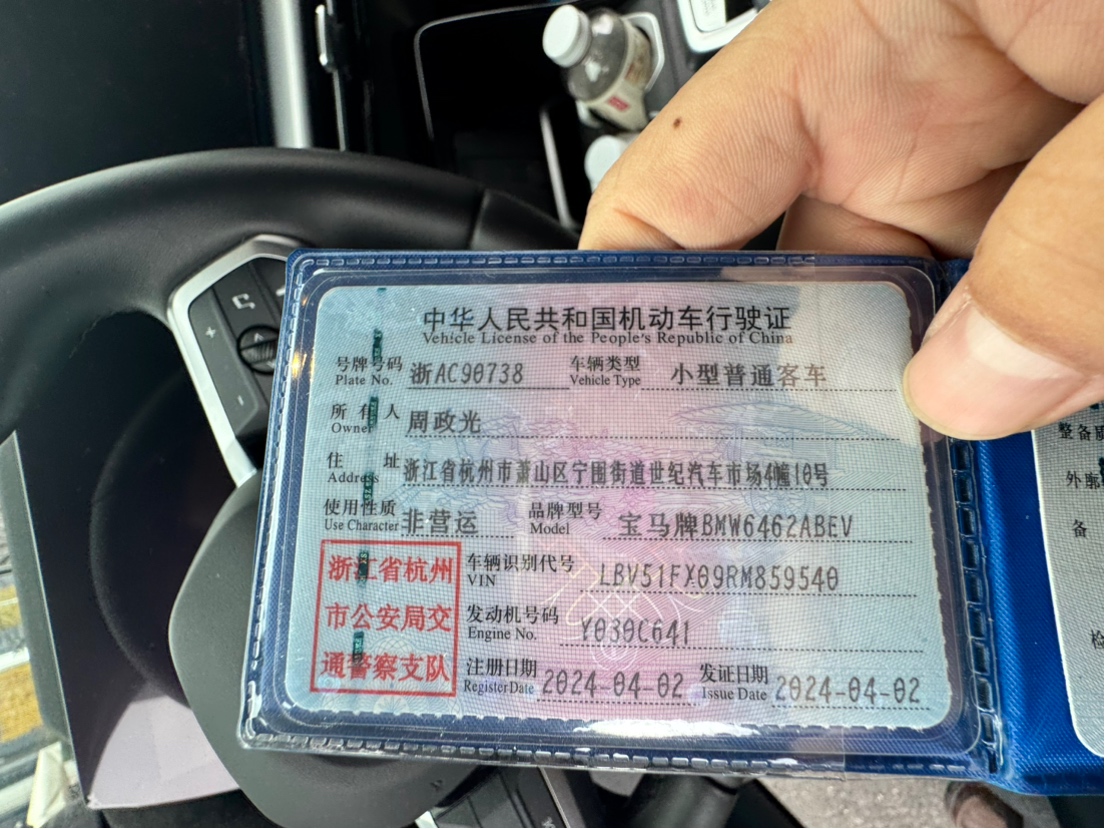 中华人民共和国机动车行驶证
Vehicle License of the People's Republic of China
号牌号码 浙AC90738 车辆类型 小型普通客车
Plate No. Vehicle Type
所有人 周政光
Owner
住址 浙江省杭州市萧山区宁围街道世纪汽车市场4幢10号
Address
使用性质 非营运 品牌型号 宝马牌BMW6462ABEV
Use Character Model
浙江省杭州
市公安局交
通警察支队
车辆识别代号 LBV51FX09RM859540
VIN
发动机号码 Y030C641
Engine No.
注册日期 2024-04-02 发证日期 2024-04-02
Register Date Issue Date
整备质
外廓
备
检